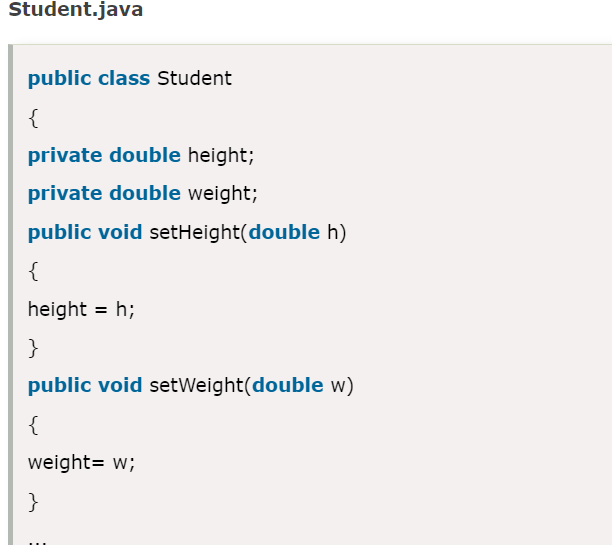 Student.java
public class Student
{
private double height;
private double weight;
public void setHeight(double h)
{
height = h;
}
public void setWeight(double w)
{
weight= w;
}
...